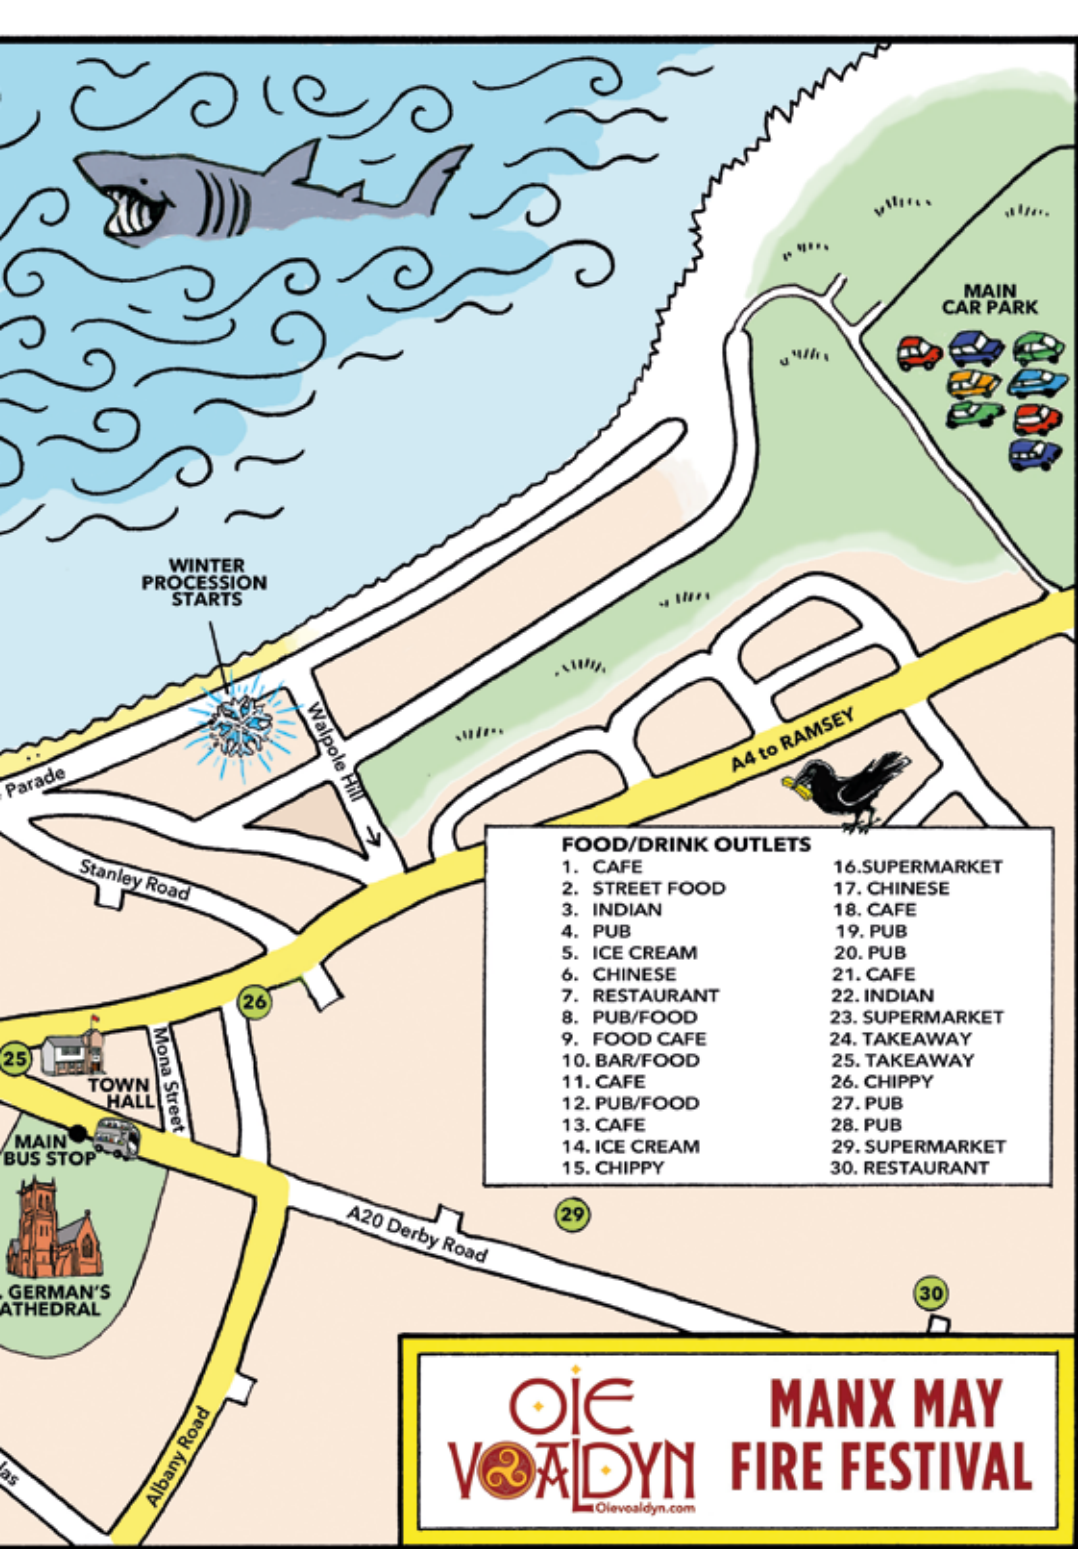 MAIN
CAR PARK
WINTER
PROCESSION
STARTS
Parade
Walpole Hill
A4 to RAMSEY
Stanley Road
FOOD/DRINK OUTLETS
1. CAFE
2. STREET FOOD
3. INDIAN
4. PUB
5. ICE CREAM
6. CHINESE
7. RESTAURANT
8. PUB/FOOD
9. FOOD CAFE
10. BAR/FOOD
11. CAFE
12. PUB/FOOD
13. CAFE
14. ICE CREAM
15. CHIPPY
16.SUPERMARKET
17. CHINESE
18. CAFE
19. PUB
20. PUB
21. CAFE
22. INDIAN
23. SUPERMARKET
24. TAKEAWAY
25. TAKEAWAY
26. CHIPPY
27. PUB
28. PUB
29. SUPERMARKET
30. RESTAURANT
26
25
Mona Street
TOWN
HALL
MAIN
BUS STOP
. GERMAN'S
ATHEDRAL
A20 Derby Road
29
30
Albany Road
las
OIE
VOALDYN
Oievoaldyn.com
MANX MAY
FIRE FESTIVAL